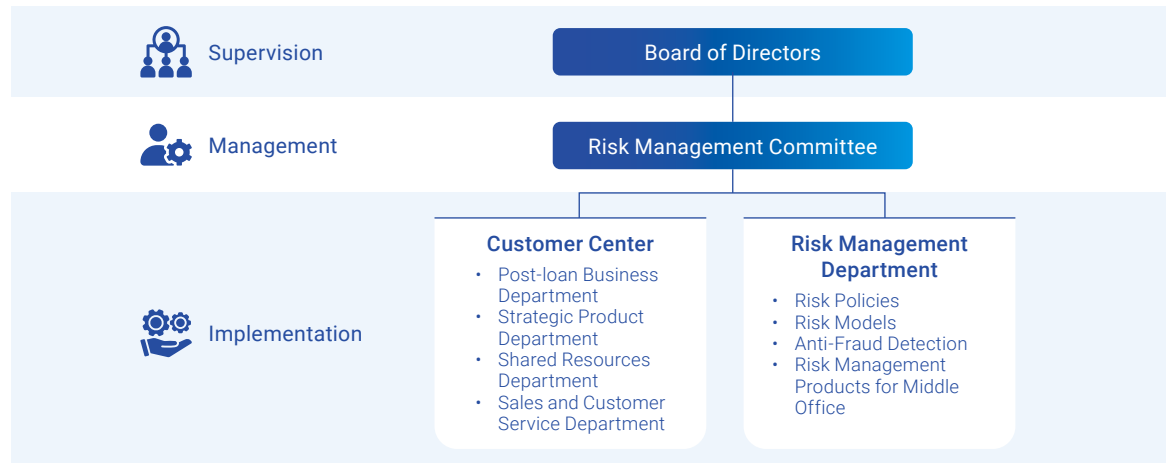 Supervision
Board of Directors
Management
Risk Management Committee
Implementation
Customer Center
• Post-loan Business
Department
• Strategic Product
Department
• Shared Resources
Department
• Sales and Customer
Service Department
Risk Management
Department
• Risk Policies
• Risk Models
• Anti-Fraud Detection
• Risk Management
Products for Middle
Office